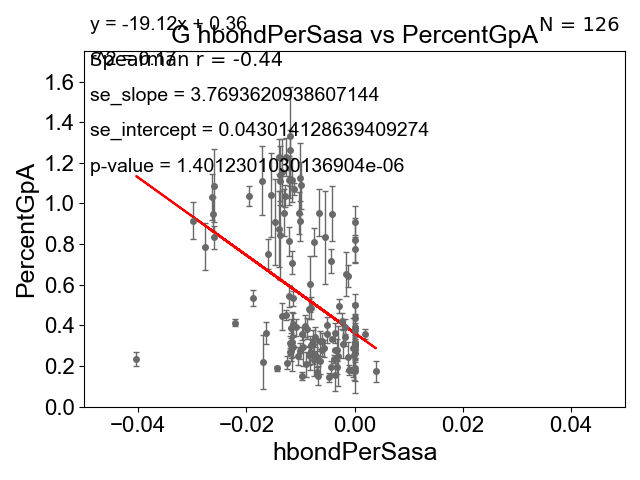 y = -19.12x + 0.36
N = 126
G hbondPerSasa vs PercentGpA
Spearman r = -0.44
se_slope = 3.7693620938607144
se_intercept = 0.043014128639409274
p-value = 1.4012301030136904e-06
PercentGpA
1.6
1.4
1.2
1.0
0.8
0.6
0.4
0.2
0.0
−0.04
−0.02
0.00
0.02
0.04
hbondPerSasa